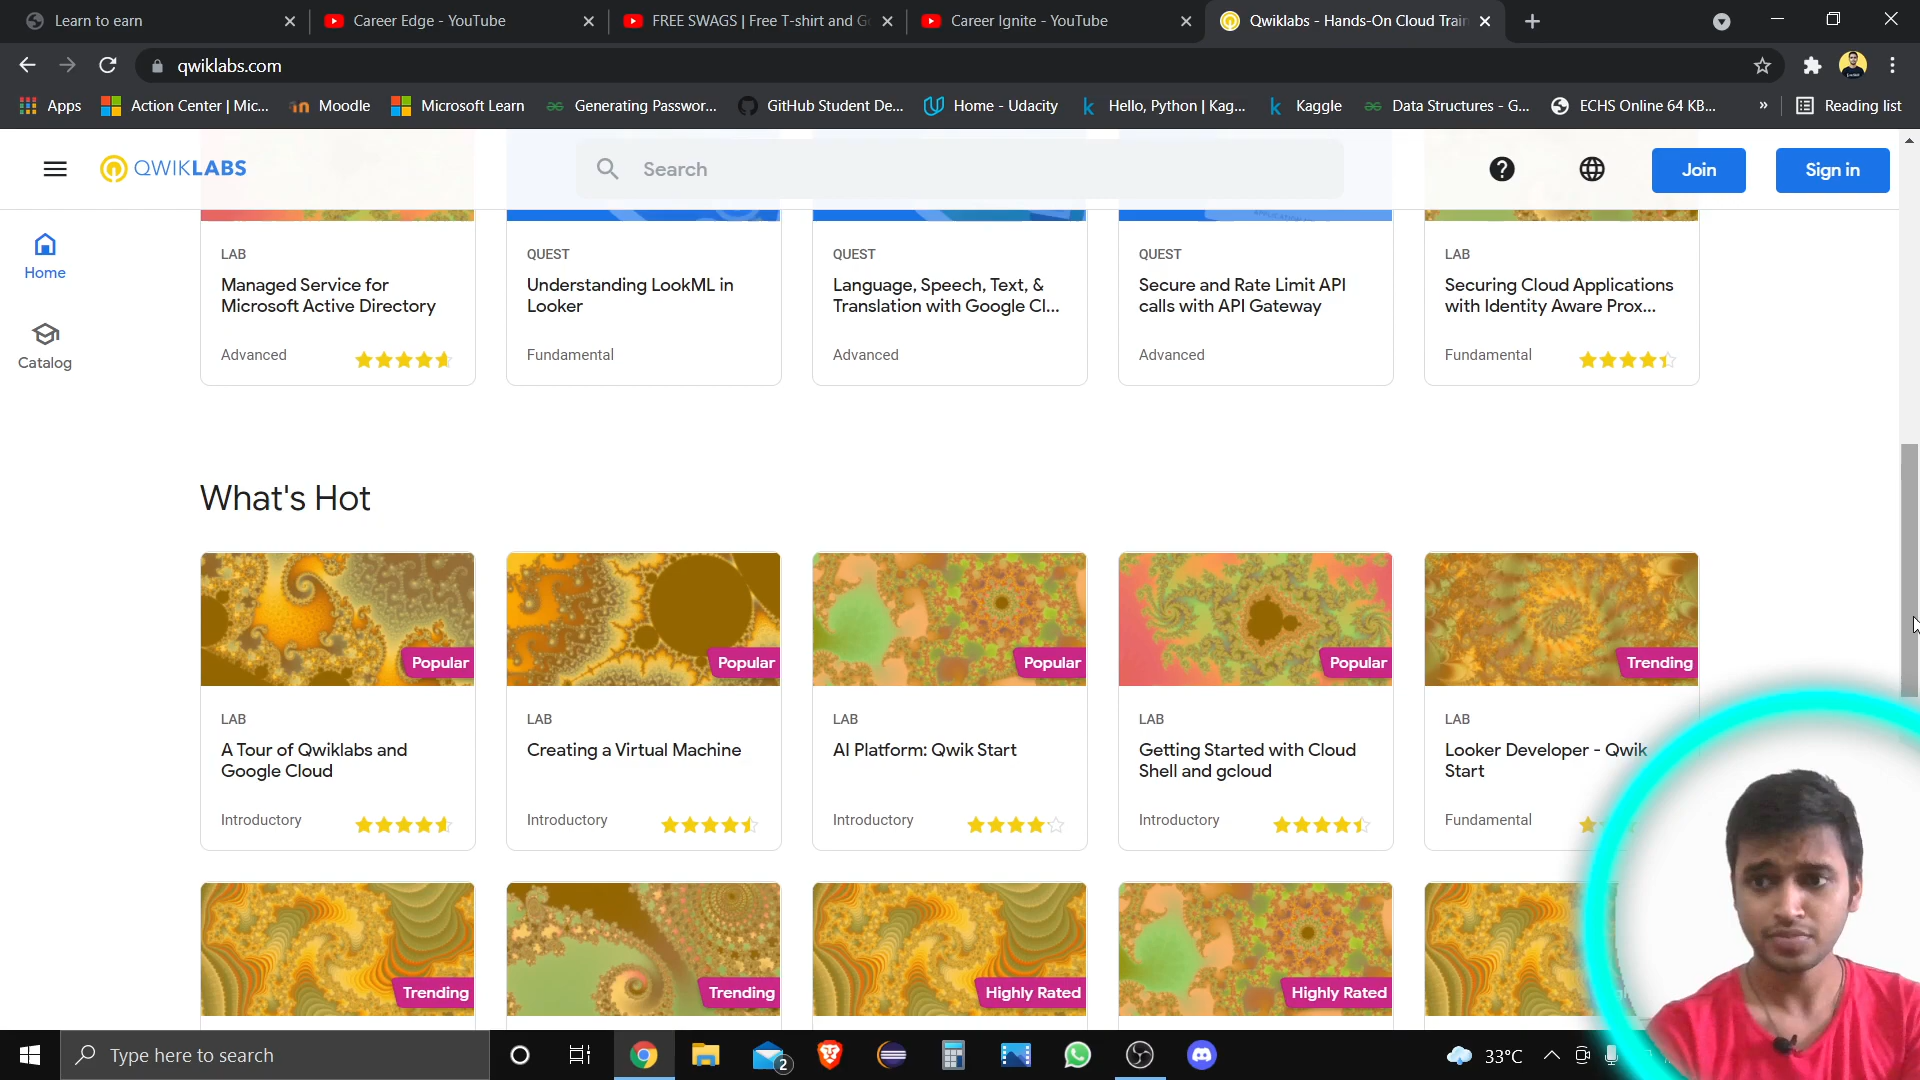 Learn to earn
Career Edge - YouTube
FREE SWAGS | Free T-shirt and Go
Career Ignite - YouTube
Qwiklabs - Hands-On Cloud Train
qwiklabs.com
Apps
Action Center | Mic...
Moodle
Microsoft Learn
Generating Passwor...
GitHub Student De...
Home - Udacity
Hello, Python | Kag...
Kaggle
Data Structures - G...
ECHS Online 64 KB...
»
Reading list
QWIKLABS
Search
Join
Sign in
Home
Catalog
LAB
Managed Service for
Microsoft Active Directory
Advanced
QUEST
Understanding LookML in
Looker
Fundamental
QUEST
Language, Speech, Text, &
Translation with Google Cl...
Advanced
QUEST
Secure and Rate Limit API
calls with API Gateway
Advanced
LAB
Securing Cloud Applications
with Identity Aware Prox...
Fundamental
What's Hot
Popular
LAB
A Tour of Qwiklabs and
Google Cloud
Introductory
Popular
LAB
Creating a Virtual Machine
Introductory
Popular
LAB
AI Platform: Qwik Start
Introductory
Popular
LAB
Getting Started with Cloud
Shell and gcloud
Introductory
Trending
LAB
Looker Developer - Qwik
Start
Fundamental
Trending
Trending
Highly Rated
Highly Rated
Type here to search
2
33°C